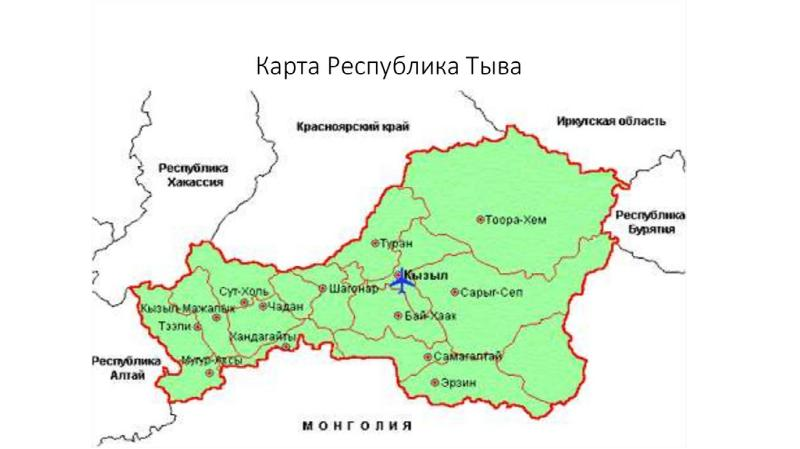 Карта Республика Тыва
Иркутская область
Красноярский край
Республика
Хакассия
Республика
Бурятия
Тоора-Хем
Туран
Кызыл
Шагонар
Сут-Холь
Сарыг-Сеп
Чадан
Кызыл-Мажалык
Бай-Хаак
Тээли
Хандагайты
Самагалтай
Республика
Алтай
Мугур-Аксы
Эрзин
МОНГОЛИЯ